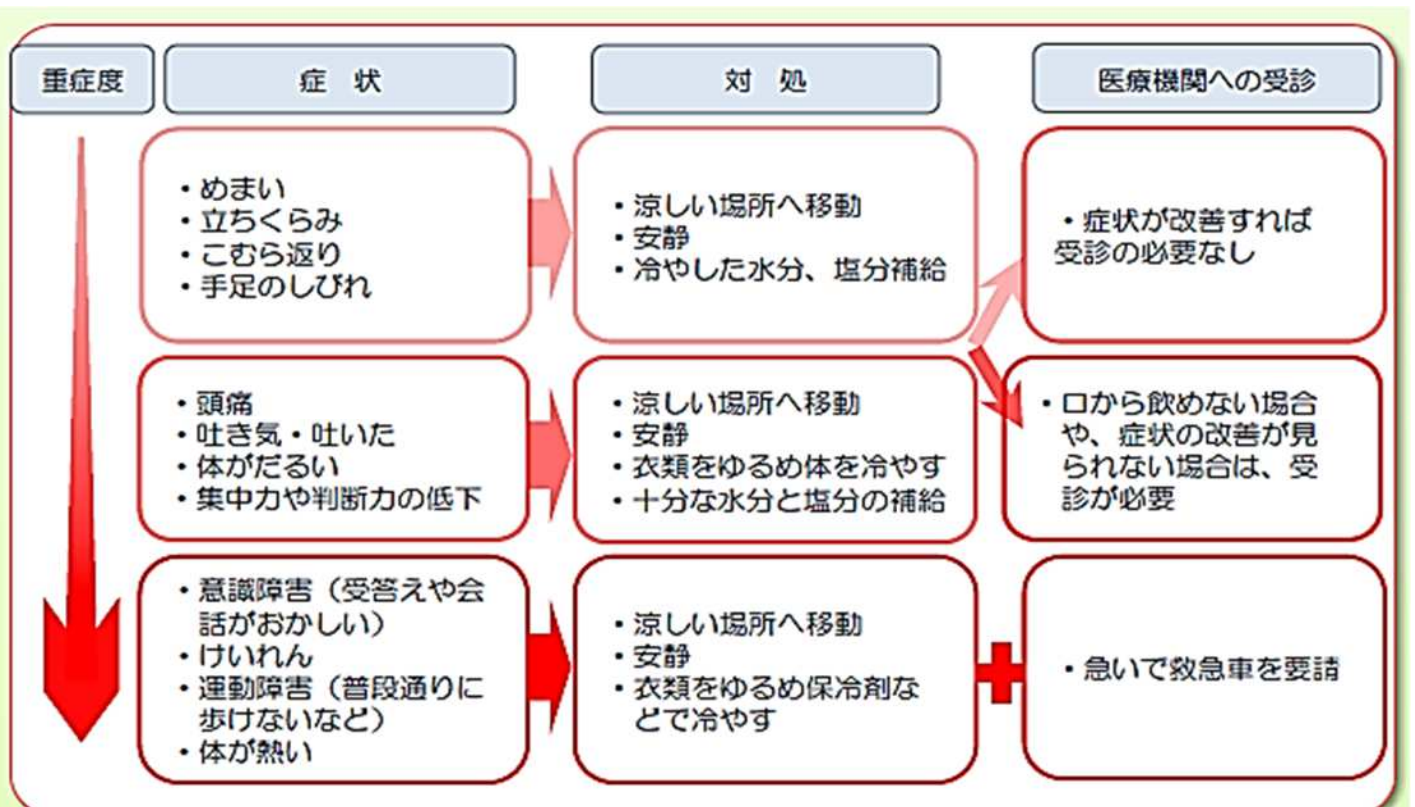 重症度
症 状
対 処
医療機関への受診
・めまい
・立ちくらみ
・こむら返り
・手足のしびれ
・涼しい場所へ移動
・安静
・冷やした水分、塩分補給
・症状が改善すれば
受診の必要なし
・頭痛
・吐き気・吐いた
・体がだるい
・集中力や判断力の低下
・涼しい場所へ移動
・安静
・衣類をゆるめ体を冷やす
・十分な水分と塩分の補給
・口から飲めない場合
や、症状の改善が見
られない場合は、受
診が必要
・意識障害（受答えや会
話がおかしい）
・けいれん
・運動障害（普段通りに
歩けないなど）
・体が熱い
・涼しい場所へ移動
・安静
・衣類をゆるめ保冷剤な
どで冷やす
・急いで救急車を要請